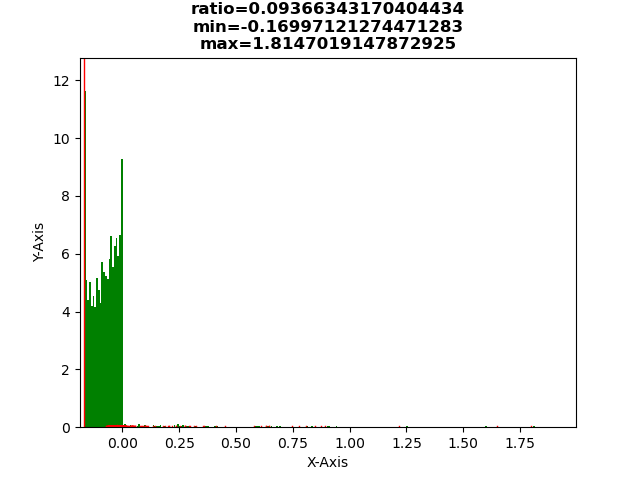 ratio=0.09366343170404434
min=-0.16997121274471283
max=1.8147019147872925
12
10
8
6
4
2
0
Y-Axis
0.00 0.25 0.50 0.75 1.00 1.25 1.50 1.75
X-Axis